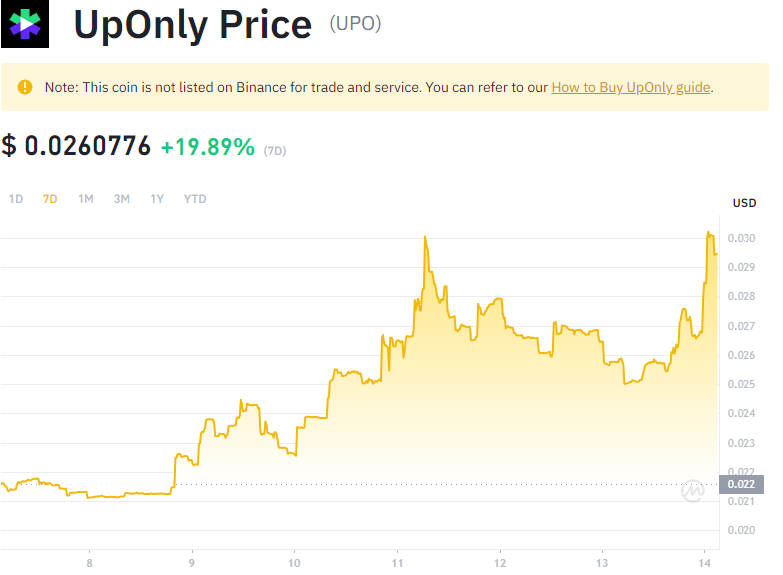 UpOnly Price (UPO)
Note: This coin is not listed on Binance for trade and service. You can refer to our How to Buy UpOnly guide.
$ 0.0260776 +19.89% (7D)
1D 7D 1M 3M 1Y YTD
USD
0.030
0.029
0.028
0.027
0.026
0.025
0.024
0.023
0.022
0.022
0.021
0.020
8 9 10 11 12 13 14